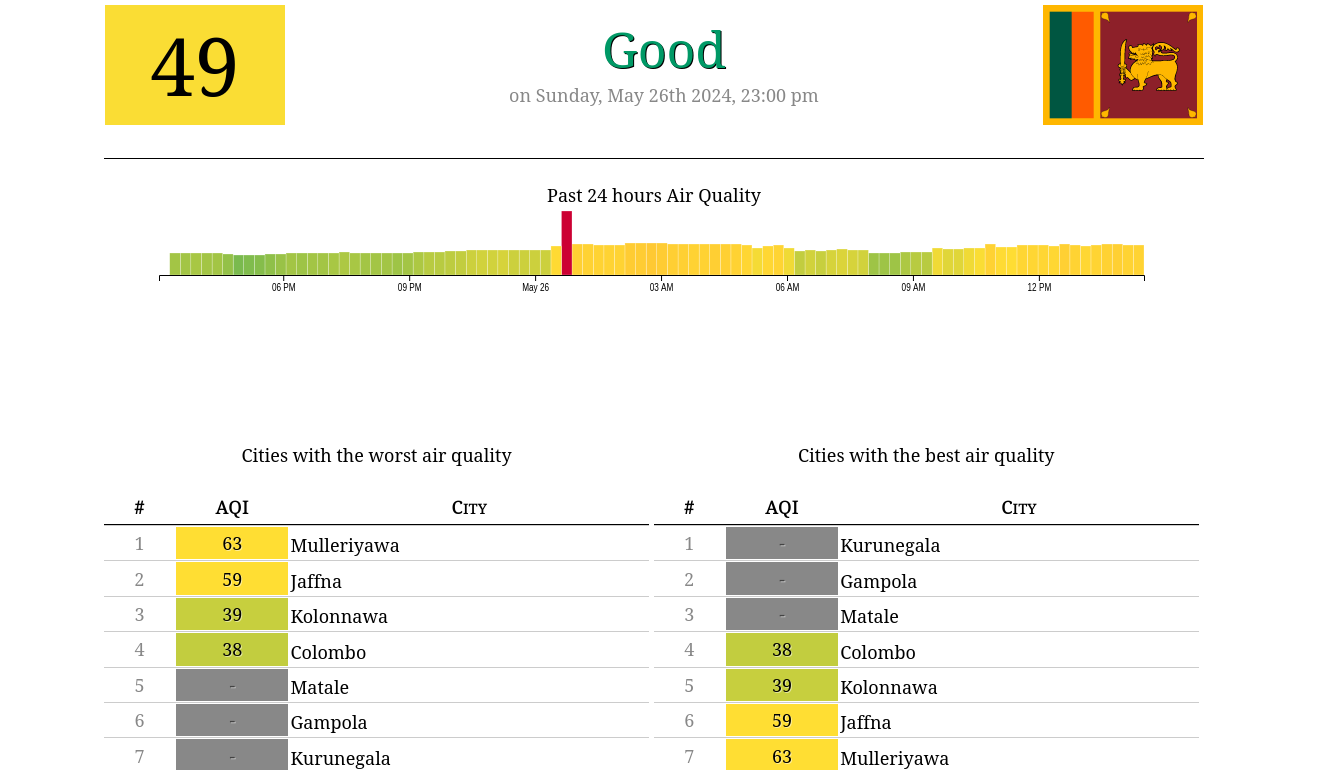 49
Good
on Sunday, May 26th 2024, 23:00 pm
Past 24 hours Air Quality
06 PM 09 PM May 26 03 AM 06 AM 09 AM 12 PM
Cities with the worst air quality
# AQI City
1 63 Mulleriyawa
2 59 Jaffna
3 39 Kolonnawa
4 38 Colombo
5 - Matale
6 - Gampola
7 - Kurunegala
Cities with the best air quality
# AQI City
1 - Kurunegala
2 - Gampola
3 - Matale
4 38 Colombo
5 39 Kolonnawa
6 59 Jaffna
7 63 Mulleriyawa